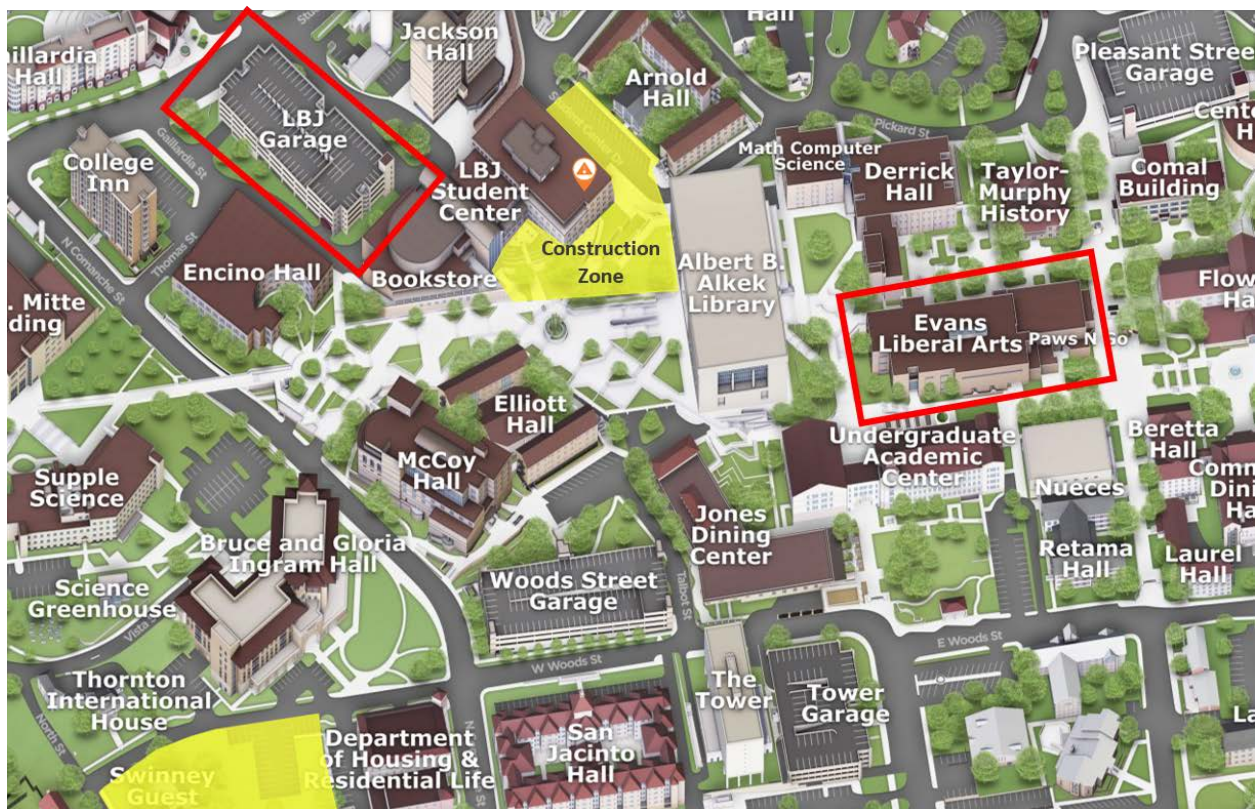 Hall
Jackson
Hall
Hall
Arnold
Hall
Pleasant Street
Garage
LBJ
Garage
Gaillardia St
College
Inn
LBJ
Student
Center
Pickard St
Math Computer
Science
Derrick
Hall
Taylor-
Murphy
History
Comal
Building
N Comanche St
Thomas St
Encino Hall
Bookstore
Construction
Zone
Albert B.
Alkek
Library
Evans
Liberal Arts
Paws N Go
Mitte
Elliott
Hall
McCoy
Hall
Undergraduate
Academic
Center
Beretta
Hall
Nueces
Supple
Science
Jones
Dining
Center
Bruce and Gloria
Ingram Hall
Science
Greenhouse
Woods Street
Garage
Talbot St
Retama
Hall
Laurel
Hall
W Woods St
E Woods St
Thornton
International
House
North St
The
Tower
Tower
Garage
San
Jacinto
Hall
Department
of Housing &
Residential Life
Swinney
Guest